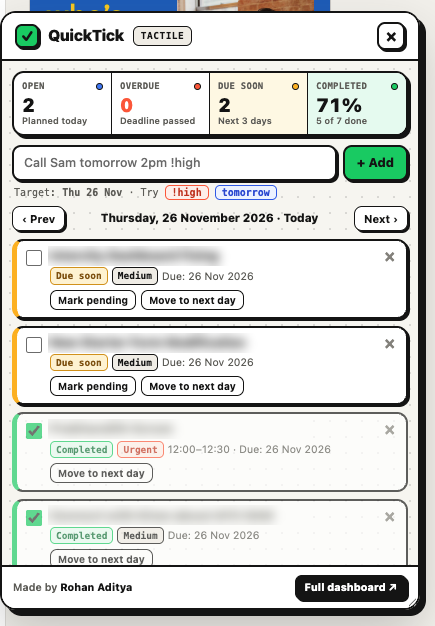 who's
QuickTick TACTILE
OPEN OVERDUE DUE SOON COMPLETED
2 0 2 71%
Planned today Deadline passed Next 3 days 5 of 7 done
Call Sam tomorrow 2pm !high + Add
Target: Thu 26 Nov · Try !high tomorrow
‹ Prev Thursday, 26 November 2026 · Today Next ›
Due soon Medium Due: 26 Nov 2026
Mark pending Move to next day
Due soon Medium Due: 26 Nov 2026
Mark pending Move to next day
Completed Urgent 12:00–12:30 · Due: 26 Nov 2026
Move to next day
Completed Medium Due: 26 Nov 2026
Move to next day
Made by Rohan Aditya Full dashboard ↗